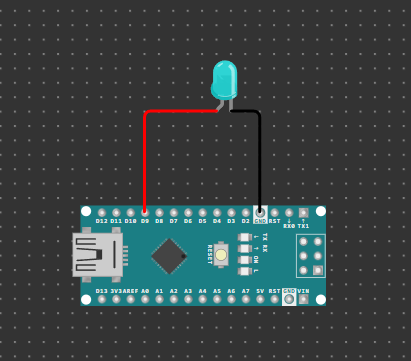 D12 D11 D10 D9 D8 D7 D6 D5 D4 D3 D2 GND RST ↓ ↑
RX0 TX1
TX RX ON L
RESET
D13 3V3 AREF A0 A1 A2 A3 A4 A5 A6 A7 5V RST GND VIN